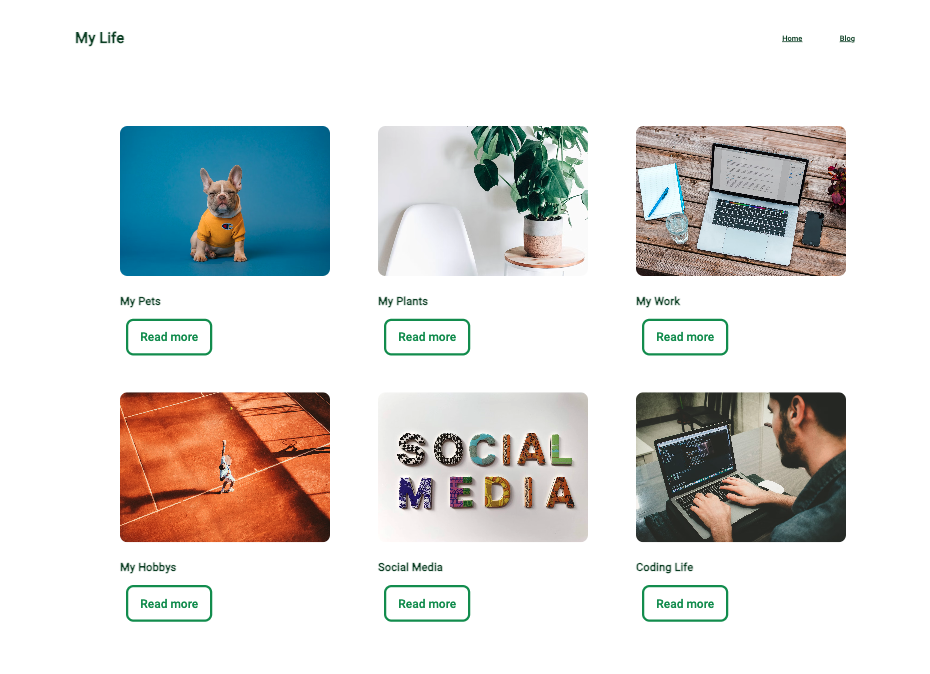 My Life
Home Blog
My Pets My Plants My Work
Read more Read more Read more
SOCIAL
MEDIA
My Hobbys Social Media Coding Life
Read more Read more Read more